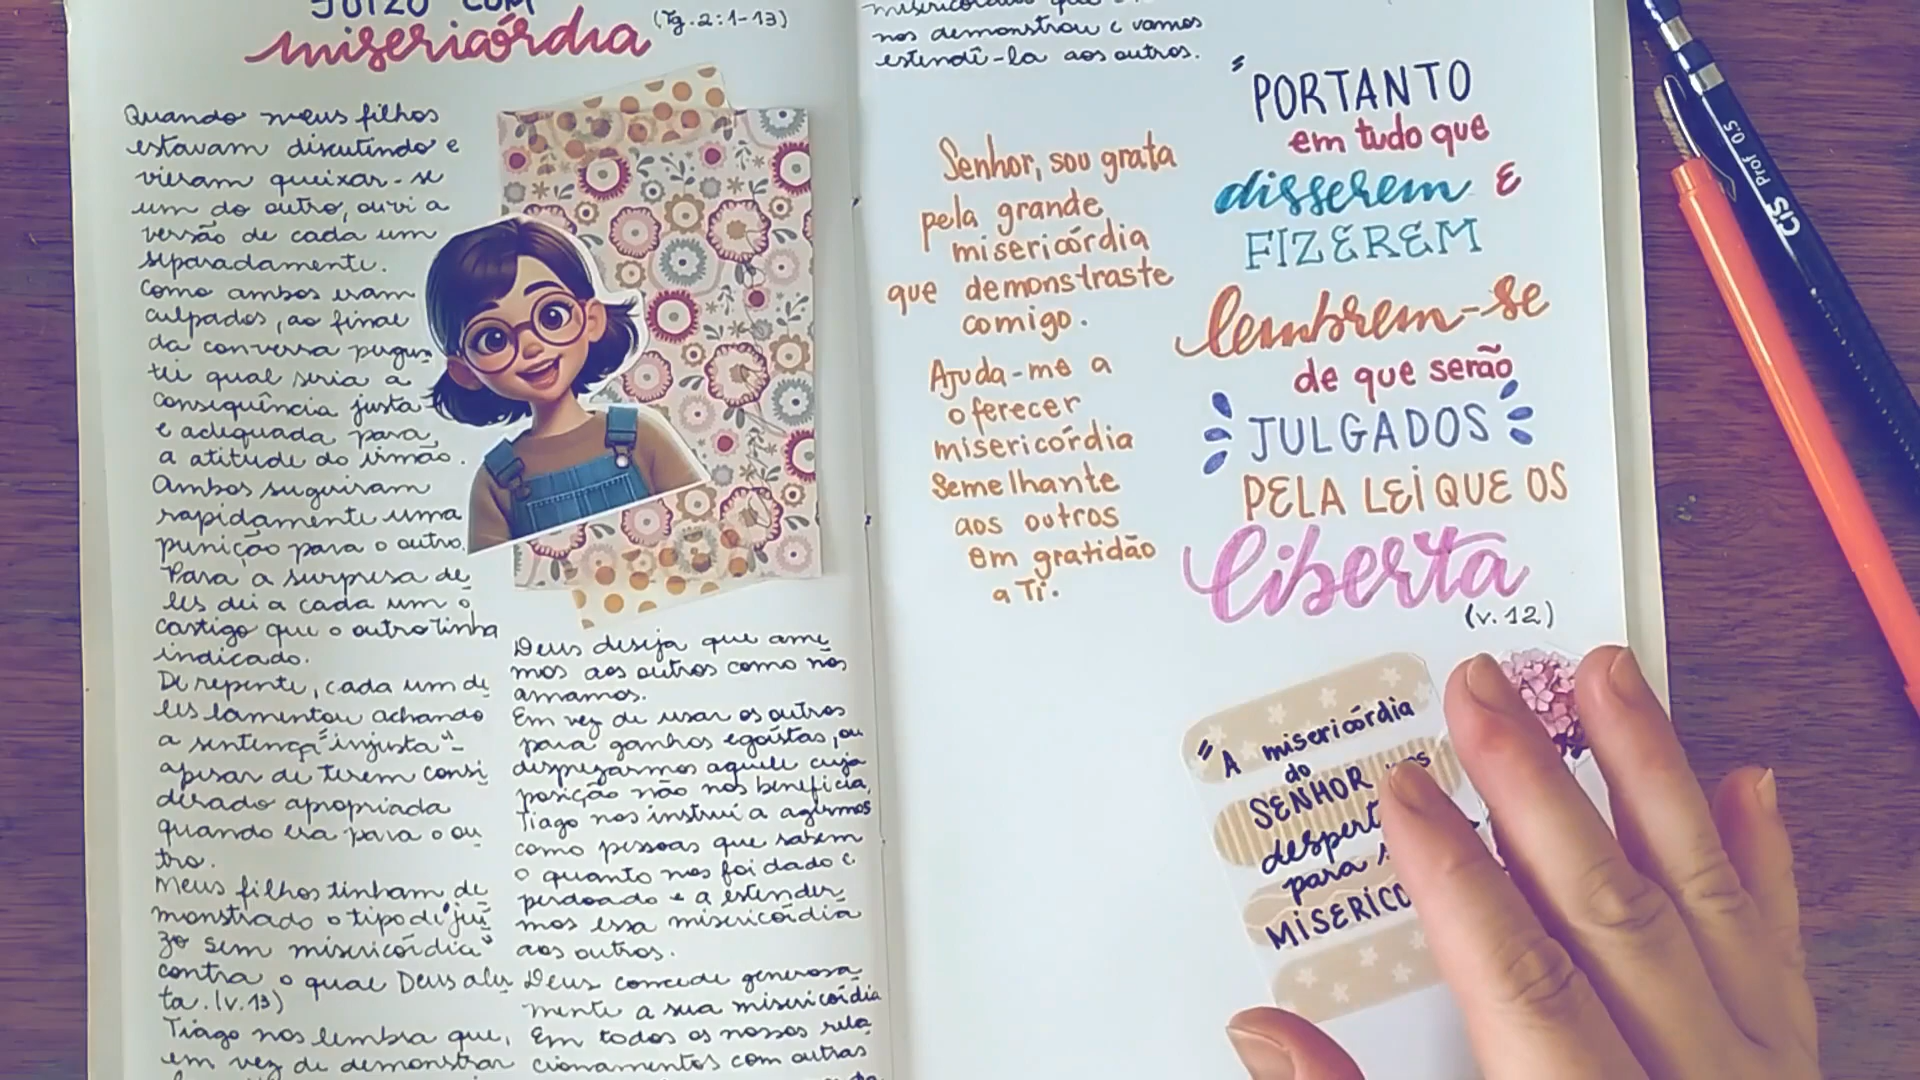 JUÍZO COM
misericórdia
(Tg. 2:1-13)
Quando meus filhos
estavam discutindo e
vieram queixar-se
um do outro, ouvi a
versão de cada um
separadamente.
Como ambos eram
culpados, ao final
da conversa pergun
tei qual seria a
consequência justa
e adequada para
a atitude do irmão.
Ambos sugeriram
rapidamente uma
punição para o outro.
Para a surpresa de
les dei a cada um o
castigo que o outro tinha
indicado.
De repente, cada um de
les lamentou achando
a sentença "injusta" -
apesar de terem consi
derado apropriada
quando era para o ou
tro.
Meus filhos tinham de
monstrado o tipo de "juí
zo sem misericórdia"
contra o qual Deus aler
ta. (v.13)
Tiago nos lembra que,
em vez de demonstrar
Deus deseja que ame
mos aos outros como nos
amamos.
Em vez de usar os outros
para ganhos egoístas, ou
desprezarmos aquele cuja
posição não nos beneficia,
Tiago nos instrui a agirmos
como pessoas que sabem
o quanto nos foi dado e
perdoado e a estender
mos essa misericórdia
aos outros.
Deus concede generosa
mente a sua misericórdia
Em todos os nossos rela
cionamentos com outras
misericórdia que
nos demonstrou e vamos
estendê-la aos outros.
Senhor, sou grata
pela grande
misericórdia
que demonstraste
comigo.
Ajuda-me a
oferecer
misericórdia
semelhante
aos outros
em gratidão
a Ti.
"PORTANTO
em tudo que
disserem E
FIZEREM
lembrem-se
de que serão
JULGADOS
PELA LEI QUE OS
liberta
(v.12)
"A misericórdia
do
SENHOR nos
despert
para
MISERICÓ
CiS Prof 0.5